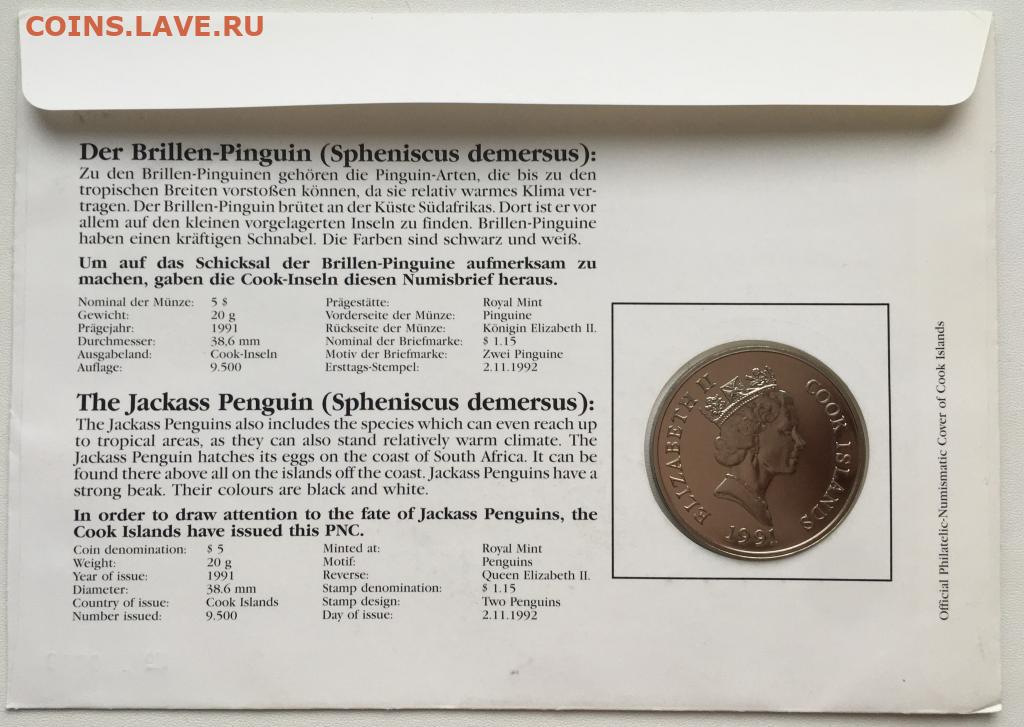 COINS.LAVE.RU
Der Brillen-Pinguin (Spheniscus demersus):
Zu den Brillen-Pinguinen gehören die Pinguin-Arten, die bis zu den
tropischen Breiten vorstoßen können, da sie relativ warmes Klima ver-
tragen. Der Brillen-Pinguin brütet an der Küste Südafrikas. Dort ist er vor
allem auf den kleinen vorgelagerten Inseln zu finden. Brillen-Pinguine
haben einen kräftigen Schnabel. Die Farben sind schwarz und weiß.
Um auf das Schicksal der Brillen-Pinguine aufmerksam zu
machen, gaben die Cook-Inseln diesen Numisbrief heraus.
Nominal der Münze: 5 $ Prägestätte: Royal Mint
Gewicht: 20 g Vorderseite der Münze: Pinguine
Prägejahr: 1991 Rückseite der Münze: Königin Elizabeth II.
Durchmesser: 38,6 mm Nominal der Briefmarke: $ 1.15
Ausgabeland: Cook-Inseln Motiv der Briefmarke: Zwei Pinguine
Auflage: 9.500 Ersttags-Stempel: 2.11.1992
The Jackass Penguin (Spheniscus demersus):
The Jackass Penguins also includes the species which can even reach up
to tropical areas, as they can also stand relatively warm climate. The
Jackass Penguin hatches its eggs on the coast of South Africa. It can be
found there above all on the islands off the coast. Jackass Penguins have a
strong beak. Their colours are black and white.
In order to draw attention to the fate of Jackass Penguins, the
Cook Islands have issued this PNC.
Coin denomination: $ 5 Minted at: Royal Mint
Weight: 20 g Motif: Penguins
Year of issue: 1991 Reverse: Queen Elizabeth II.
Diameter: 38.6 mm Stamp denomination: $ 1.15
Country of issue: Cook Islands Stamp design: Two Penguins
Number issued: 9.500 Day of issue: 2.11.1992
ELIZABETH II COOK ISLANDS
1991
Official Philatelic-Numismatic Cover of Cook Islands